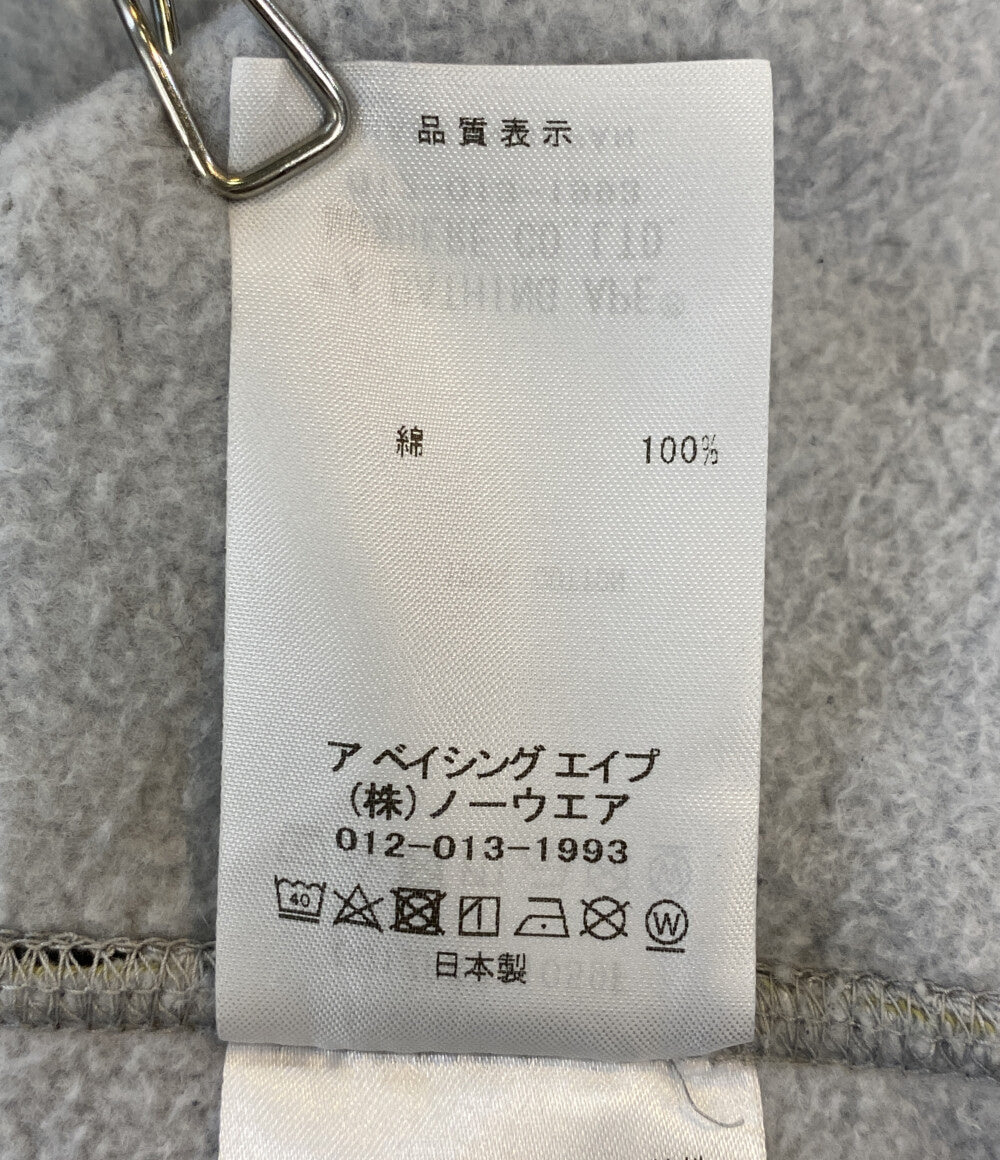 品質表示
綿 100%
ア ベイシング エイプ
(株)ノーウエア
012-013-1993
40 W
日本製